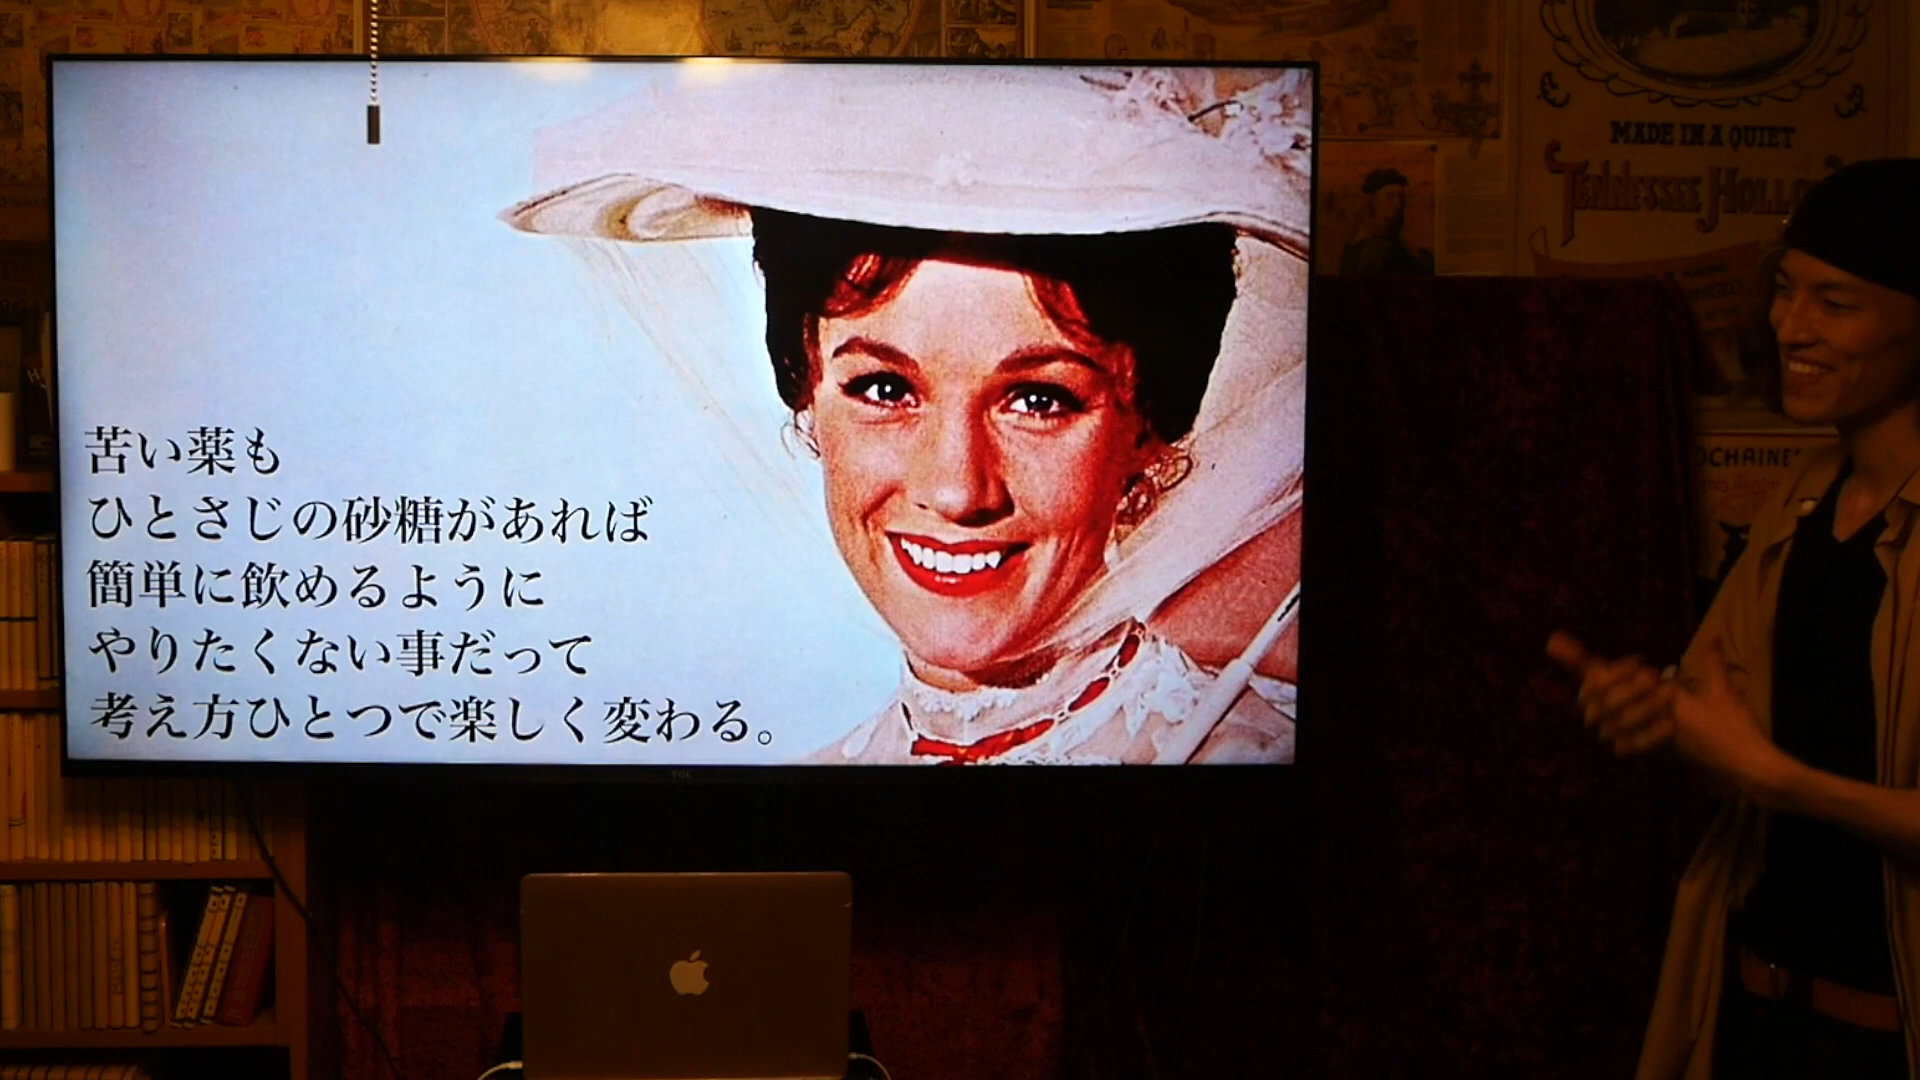 苦い薬も
ひとさじの砂糖があれば
簡単に飲めるように
やりたくない事だって
考え方ひとつで楽しく変わる。
MADE IN A QUIET
TENNESSEE
TCL